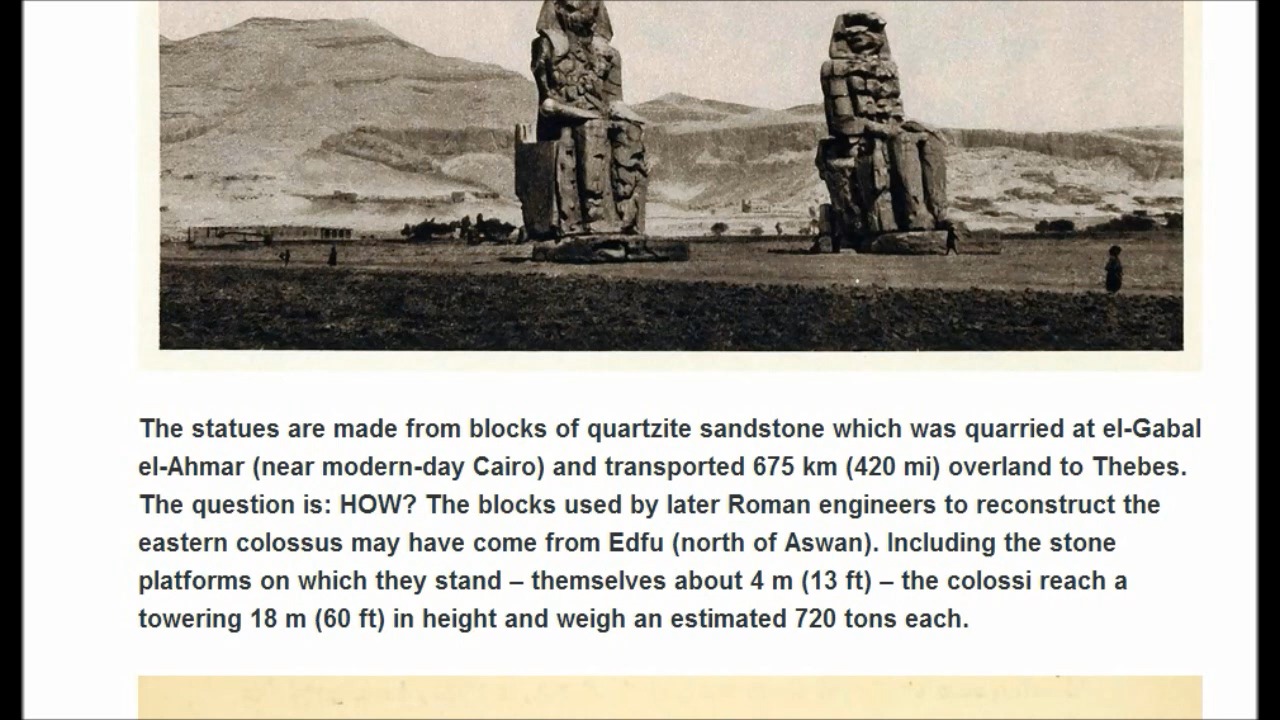 The statues are made from blocks of quartzite sandstone which was quarried at el-Gabal
el-Ahmar (near modern-day Cairo) and transported 675 km (420 mi) overland to Thebes.
The question is: HOW? The blocks used by later Roman engineers to reconstruct the
eastern colossus may have come from Edfu (north of Aswan). Including the stone
platforms on which they stand – themselves about 4 m (13 ft) – the colossi reach a
towering 18 m (60 ft) in height and weigh an estimated 720 tons each.